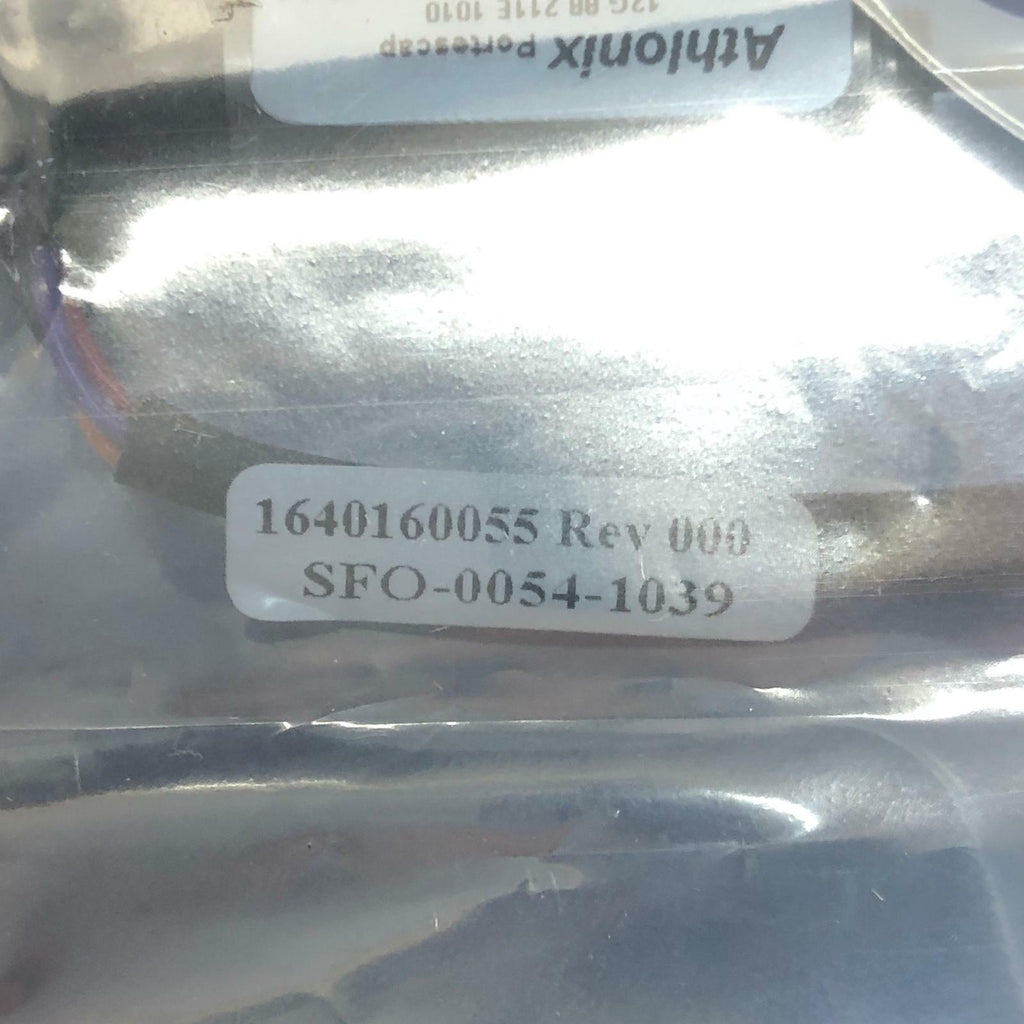 12G 88 211E 1010
Athlonix Portescap
1640160055 Rev 000
SFO-0054-1039